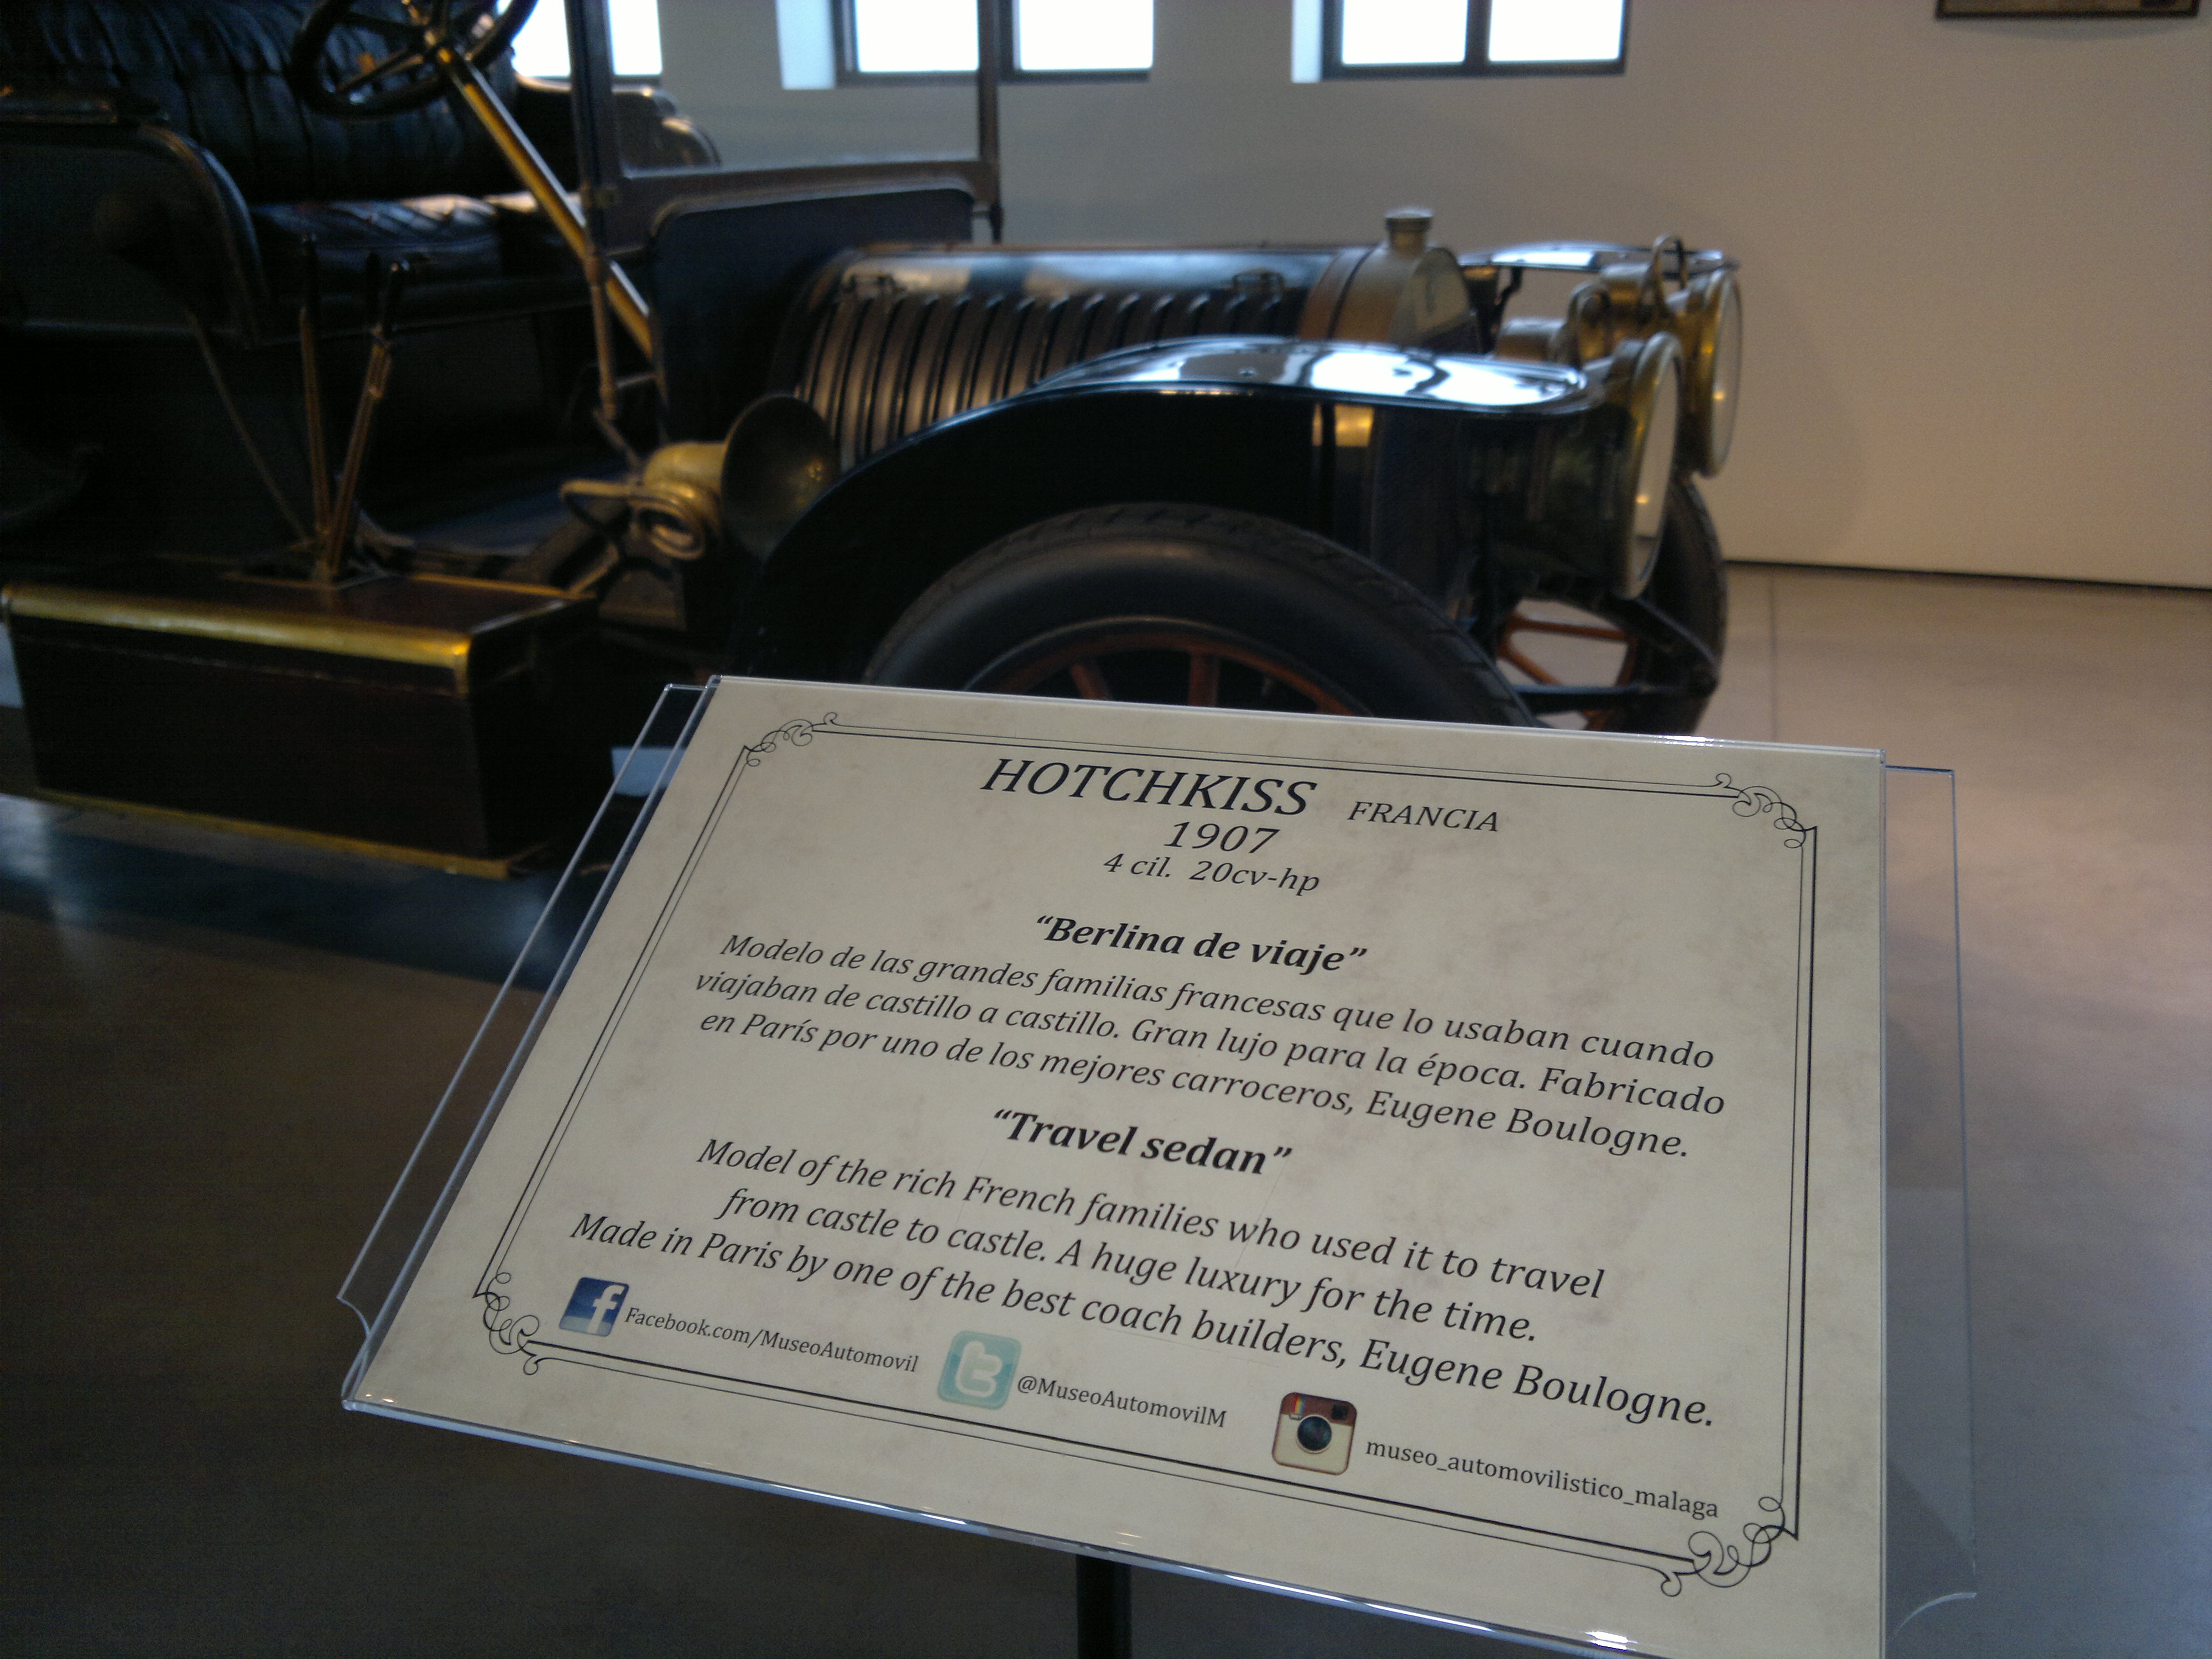 HOTCHKISS FRANCIA
1907
4 cil. 20cv-hp
“Berlina de viaje”
Modelo de las grandes familias francesas que lo usaban cuando
viajaban de castillo a castillo. Gran lujo para la época. Fabricado
en París por uno de los mejores carroceros, Eugene Boulogne.
“Travel sedan”
Model of the rich French families who used it to travel
from castle to castle. A huge luxury for the time.
Made in Paris by one of the best coach builders, Eugene Boulogne.
Facebook.com/MuseoAutomovil
@MuseoAutomovilM
museo_automovilistico_malaga